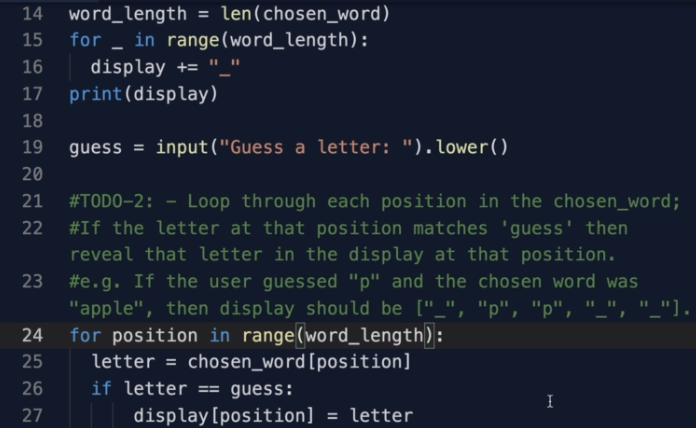 14 word_length = len(chosen_word)
15 for _ in range(word_length):
16   display += "_"
17 print(display)
18
19 guess = input("Guess a letter: ").lower()
20
21 #TODO-2: - Loop through each position in the chosen_word;
22 #If the letter at that position matches 'guess' then
reveal that letter in the display at that position.
23 #e.g. If the user guessed "p" and the chosen word was
"apple", then display should be ["_", "p", "p", "_", "_"].
24 for position in range(word_length):
25   letter = chosen_word[position]
26   if letter == guess:
27     display[position] = letter